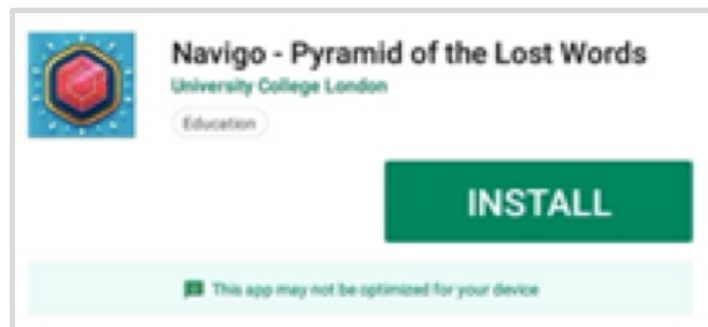 Navigo - Pyramid of the Lost Words
University College London
Education
INSTALL
This app may not be optimized for your device